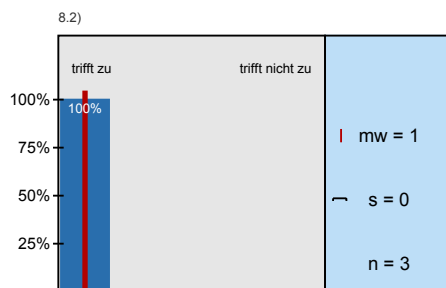 8.2)
trifft zu trifft nicht zu
100%
100%
75%
mw = 1
50%
s = 0
25%
n = 3